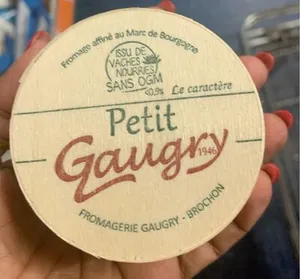 Fromage affiné au Marc de Bourgogne
ISSU DE
VACHES
NOURRIES
SANS OGM
<0.9%
Le caractère
Petit
Gaugry
1946
FROMAGERIE GAUGRY - BROCHON